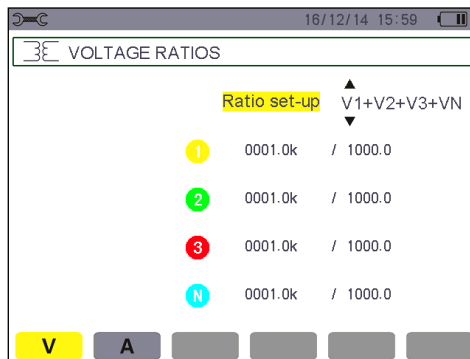 16/12/14 15:59
VOLTAGE RATIOS
Ratio set-up V1+V2+V3+VN
1 0001.0k / 1000.0
2 0001.0k / 1000.0
3 0001.0k / 1000.0
N 0001.0k / 1000.0
V A